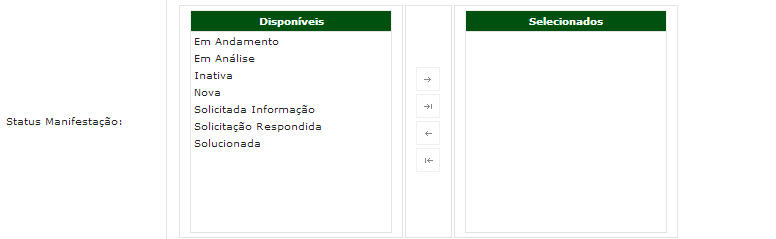 Disponíveis
Selecionados
Em Andamento
Em Análise
Inativa
Nova
Solicitada Informação
Status Manifestação:
Solicitação Respondida
Solucionada